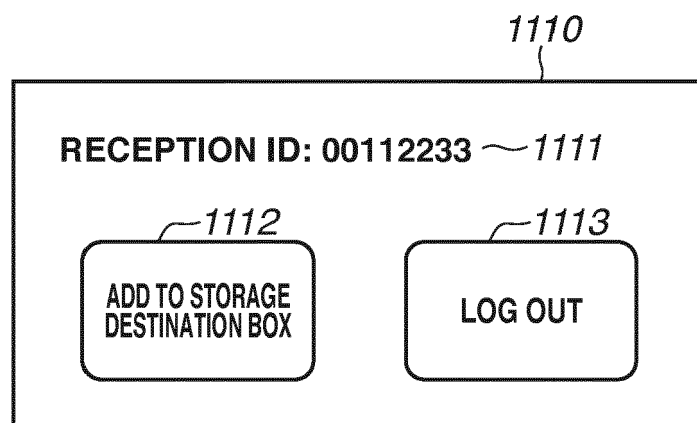 1110
RECEPTION ID: 00112233 1111
1112
1113
ADD TO STORAGE
DESTINATION BOX
LOG OUT